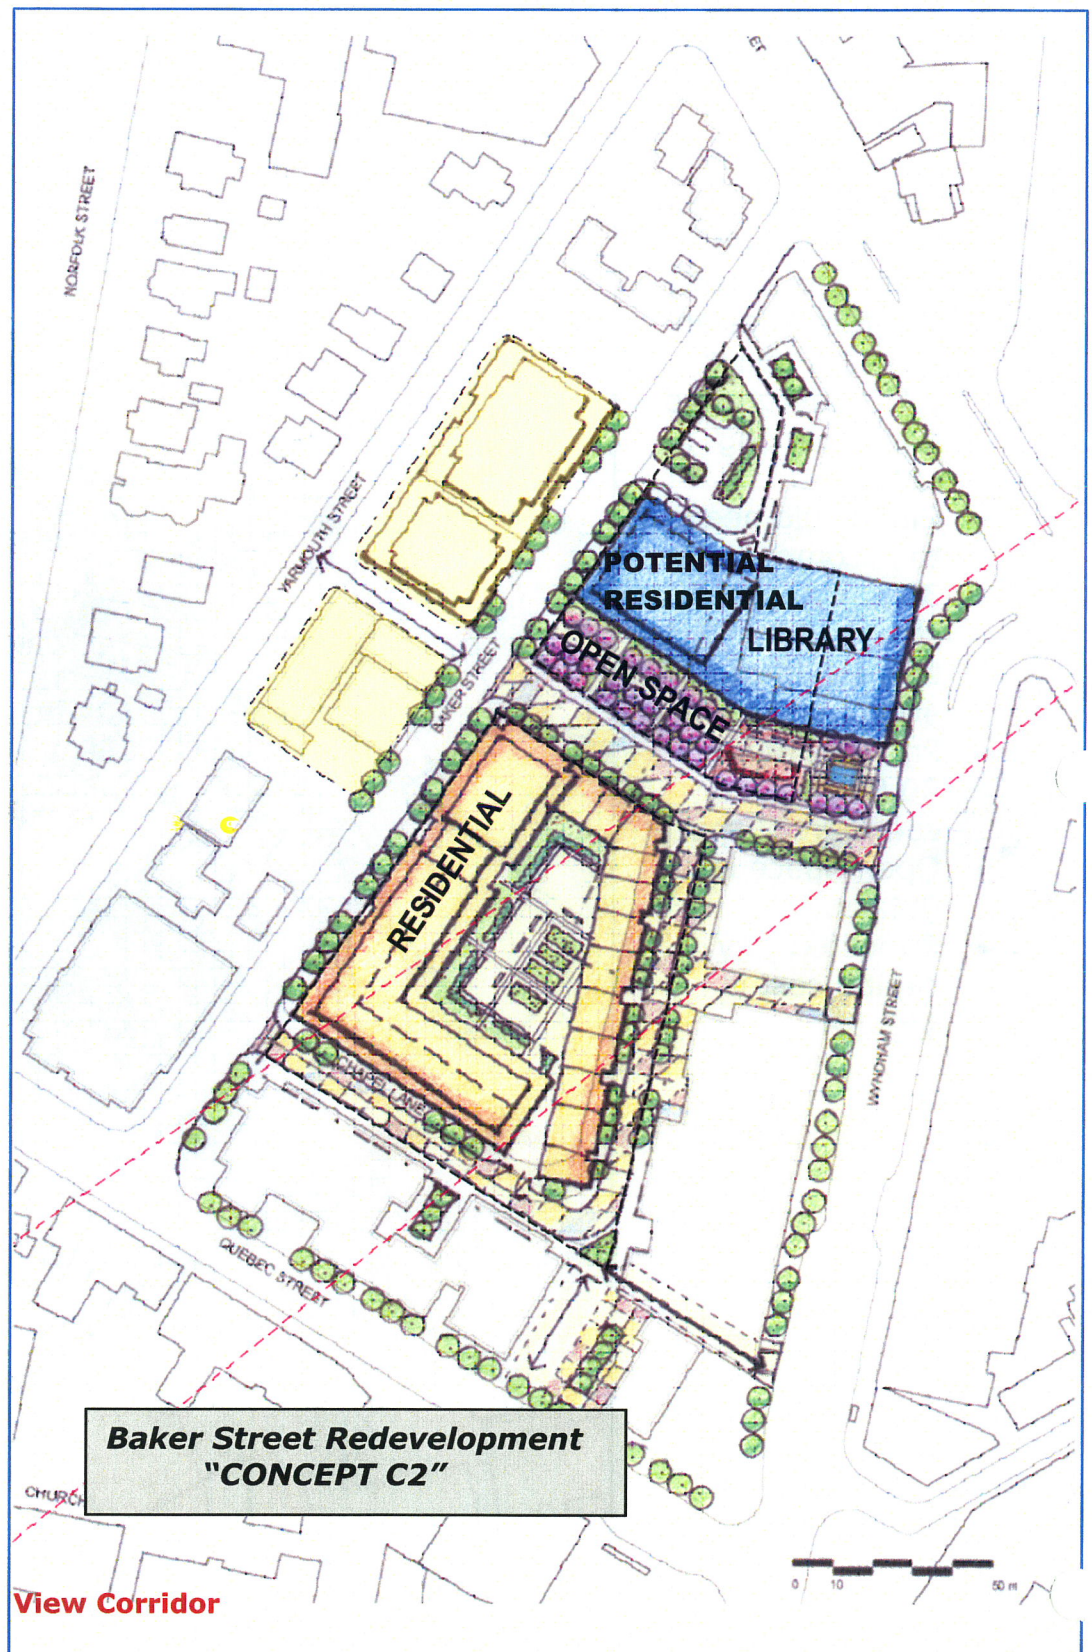 NORFOLK STREET
YARMOUTH STREET
BAKER STREET
POTENTIAL
RESIDENTIAL
LIBRARY
OPEN SPACE
RESIDENTIAL
CHAPEL LANE
WYNDHAM STREET
QUEBEC STREET
Baker Street Redevelopment
“CONCEPT C2”
CHURCH
0 10 50 m
View Corridor